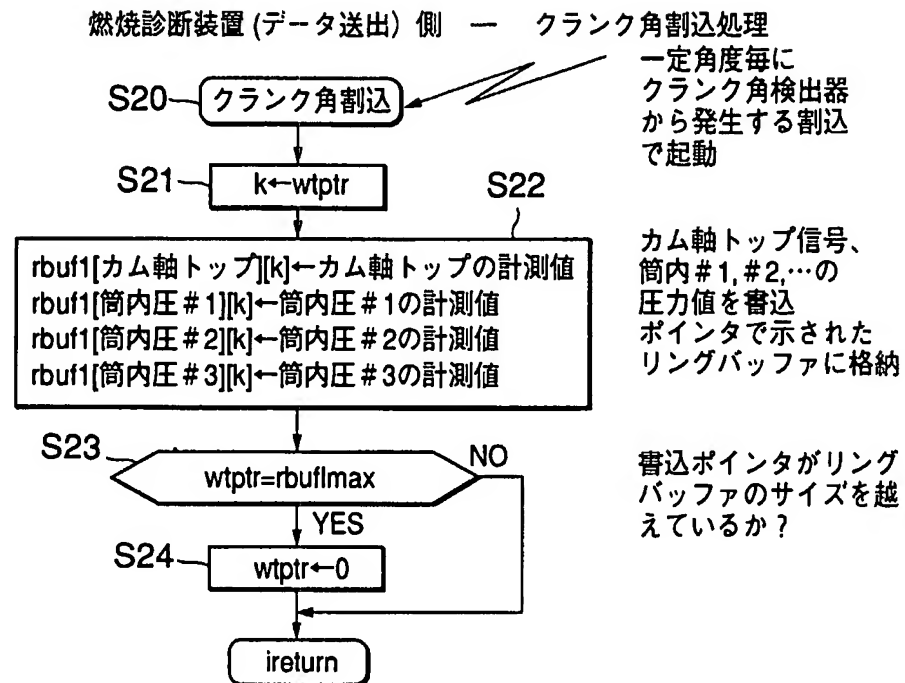 燃焼診断装置 (データ送出) 側 — クランク角割込処理
一定角度毎に
クランク角検出器
から発生する割込
で起動
S20
クランク角割込
S21
k←wtptr
S22
rbuf1[カム軸トップ][k]←カム軸トップの計測値
rbuf1[筒内圧#1][k]←筒内圧#1の計測値
rbuf1[筒内圧#2][k]←筒内圧#2の計測値
rbuf1[筒内圧#3][k]←筒内圧#3の計測値
カム軸トップ信号、
筒内#1,#2,…の
圧力値を書込
ポインタで示された
リングバッファに格納
S23
wtptr=rbuflmax
NO
YES
書込ポインタがリング
バッファのサイズを越
えているか?
S24
wtptr←0
ireturn